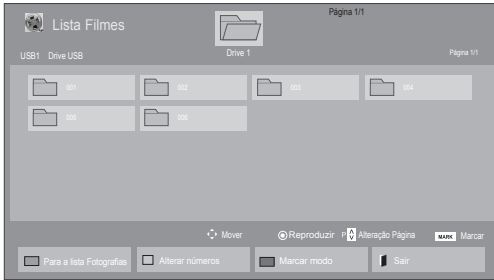 Página 1/1
Lista Filmes
USB1 Drive USB
Drive 1
Página 1/1
001 002 003 004
005 006
Mover Reproduzir P Alteração Página MARK Marcar
Para a lista Fotografias Alterar números Marcar modo Sair